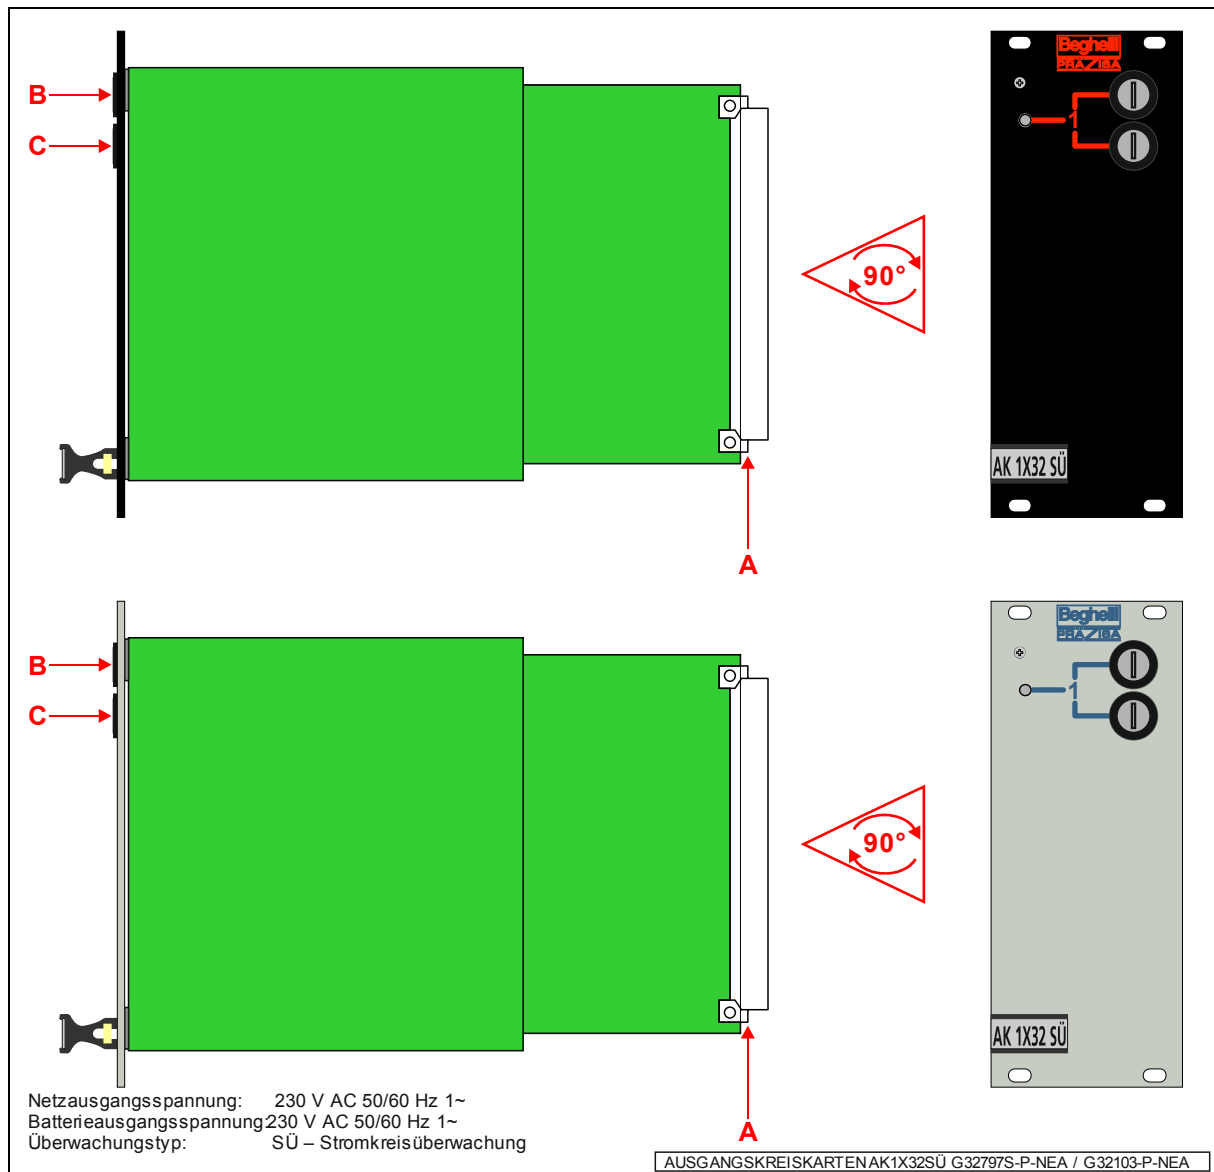 B
C
90°
A
Beghelli
PRÄZISA
1
AK 1X32 SÜ
B
C
90°
A
Beghelli
PRÄZISA
1
AK 1X32 SÜ
Netzausgangsspannung: 230 V AC 50/60 Hz 1~
Batterieausgangsspannung:230 V AC 50/60 Hz 1~
Überwachungstyp: SÜ – Stromkreisüberwachung
AUSGANGSKREISKARTEN AK1X32SÜ G32797S-P-NEA / G32103-P-NEA